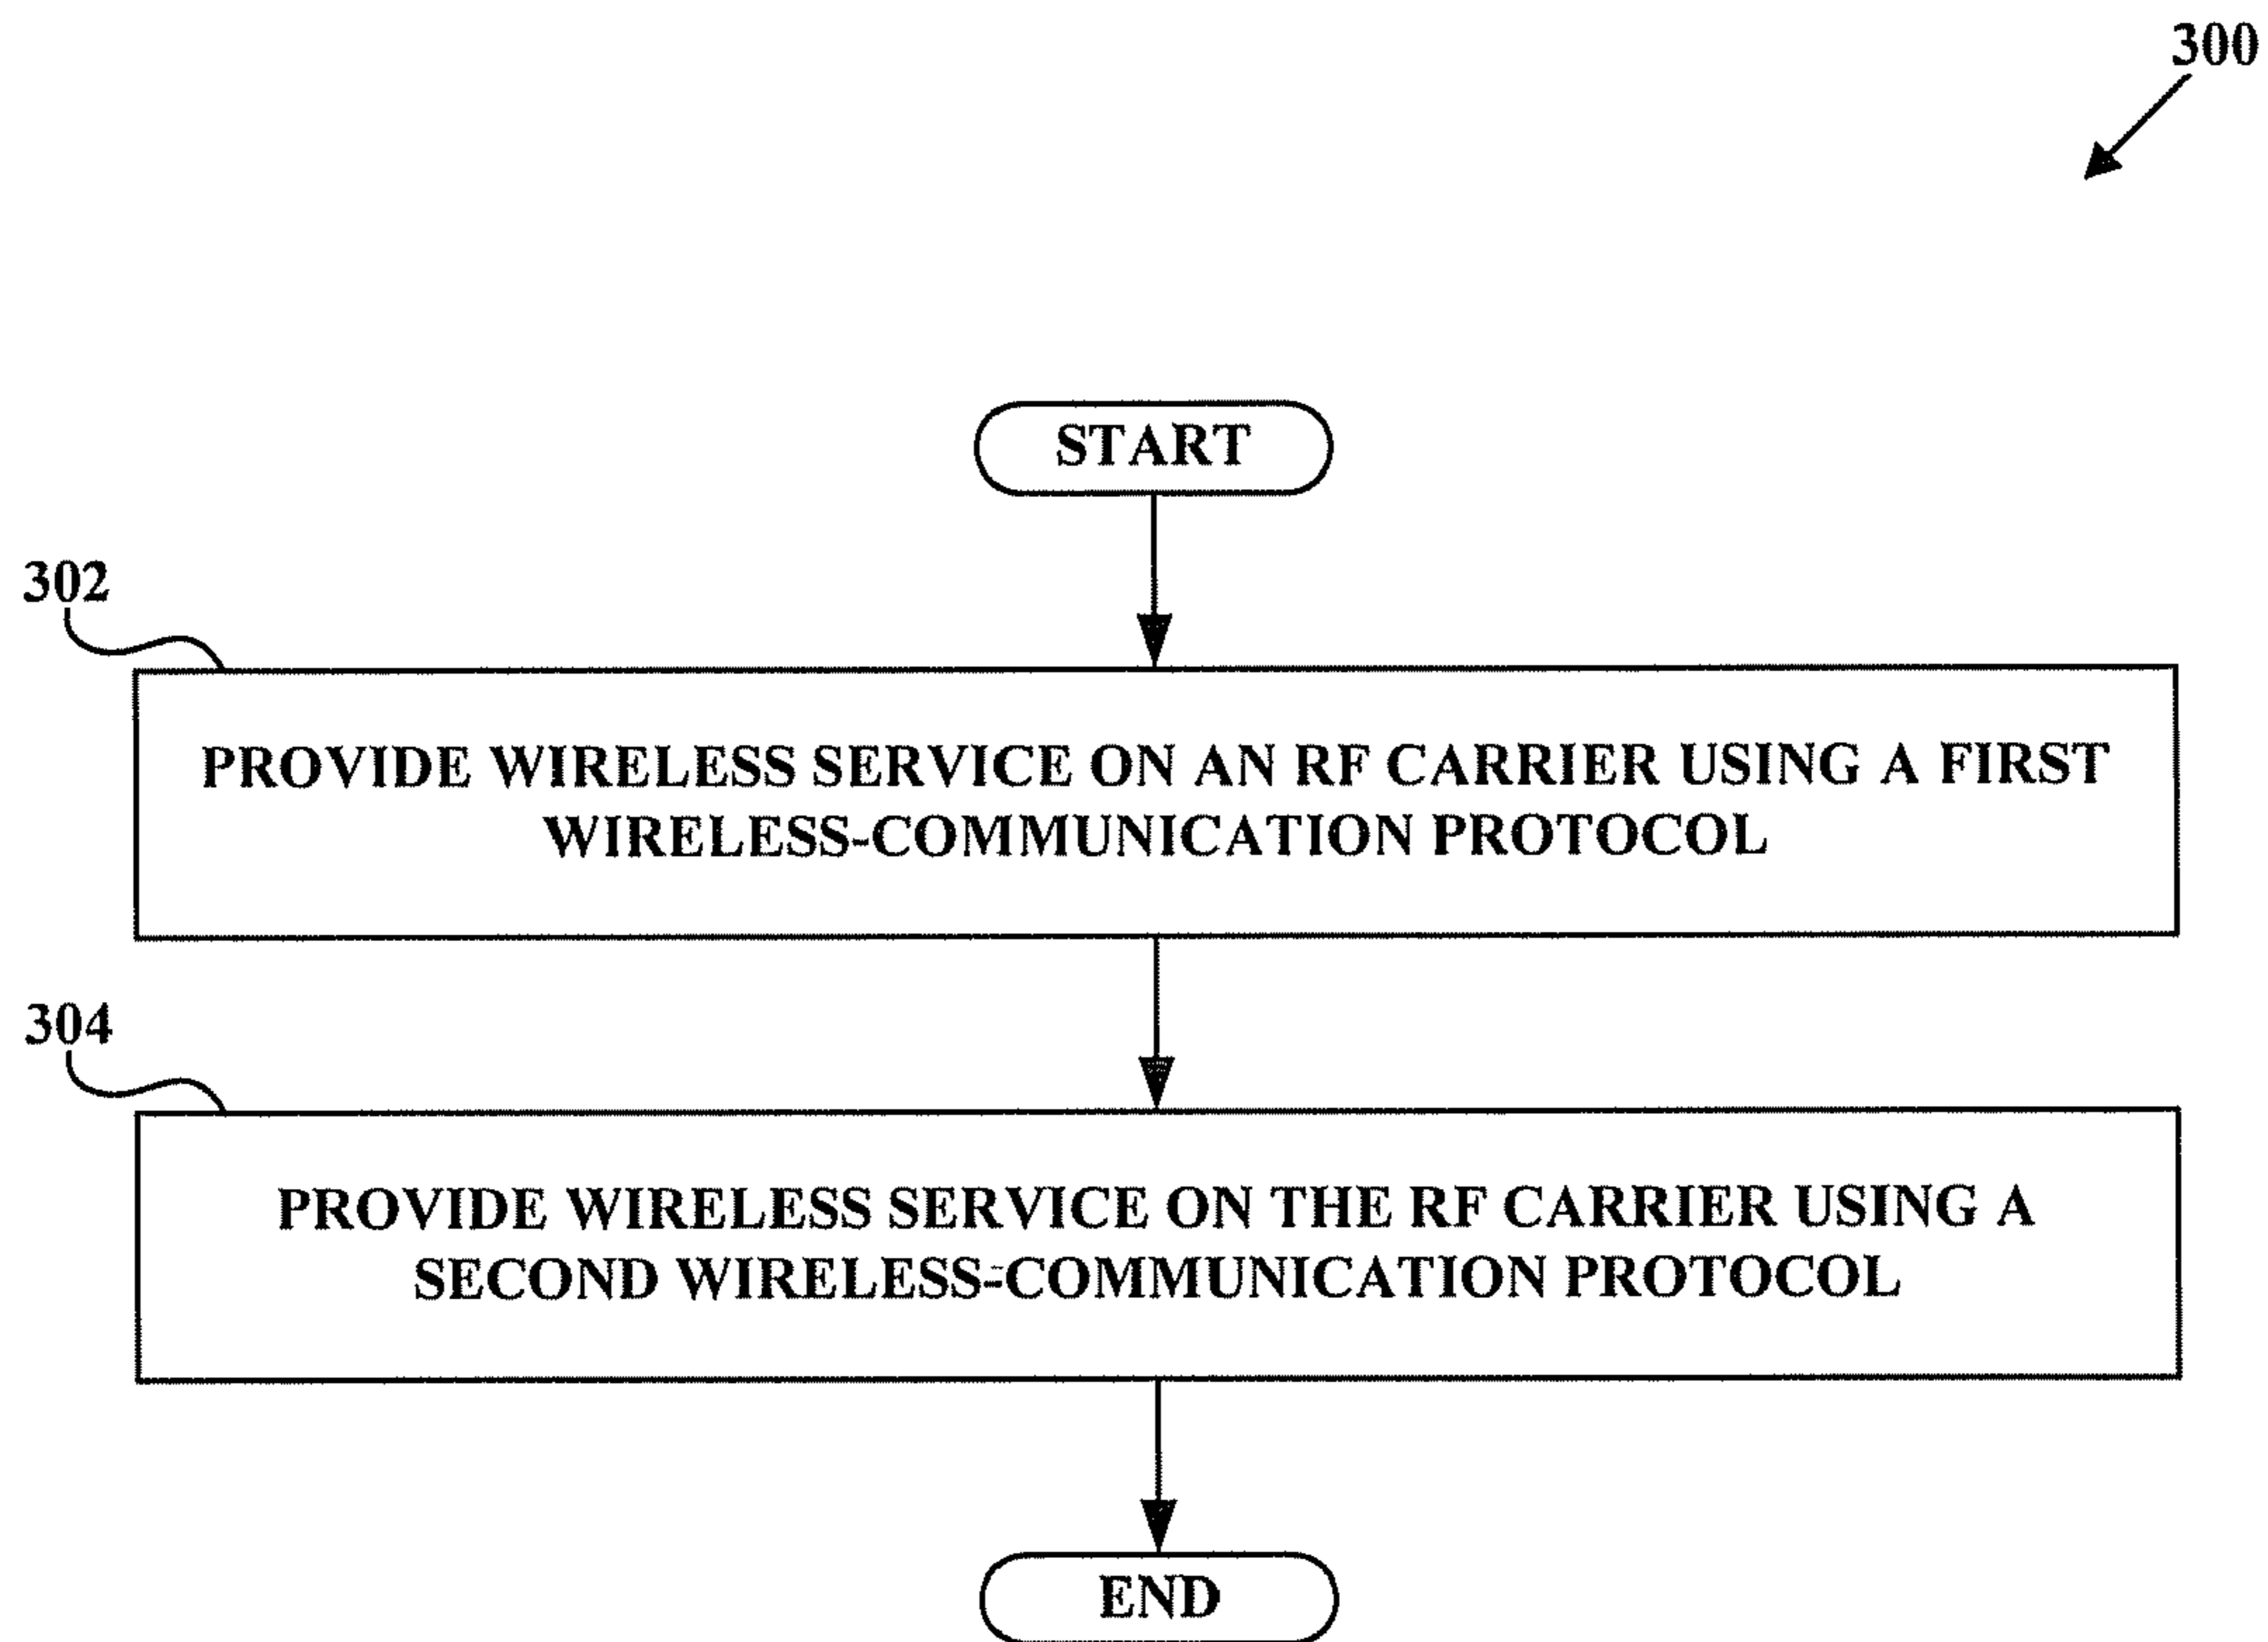 300
START
302
PROVIDE WIRELESS SERVICE ON AN RF CARRIER USING A FIRST
WIRELESS-COMMUNICATION PROTOCOL
304
PROVIDE WIRELESS SERVICE ON THE RF CARRIER USING A
SECOND WIRELESS-COMMUNICATION PROTOCOL
END